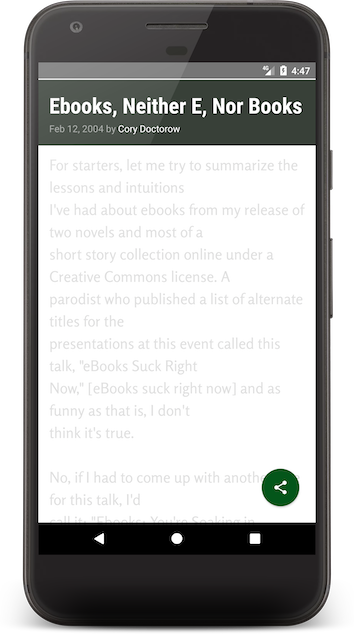 4G 4:47
Ebooks, Neither E, Nor Books
Feb 12, 2004 by Cory Doctorow
For starters, let me try to summarize the
lessons and intuitions
I've had about ebooks from my release of
two novels and most of a
short story collection online under a
Creative Commons license. A
parodist who published a list of alternate
titles for the
presentations at this event called this
talk, "eBooks Suck Right
Now," [eBooks suck right now] and as
funny as that is, I don't
think it's true.
No, if I had to come up with another
for this talk, I'd
call it: "Ebooks: You're Soaking in